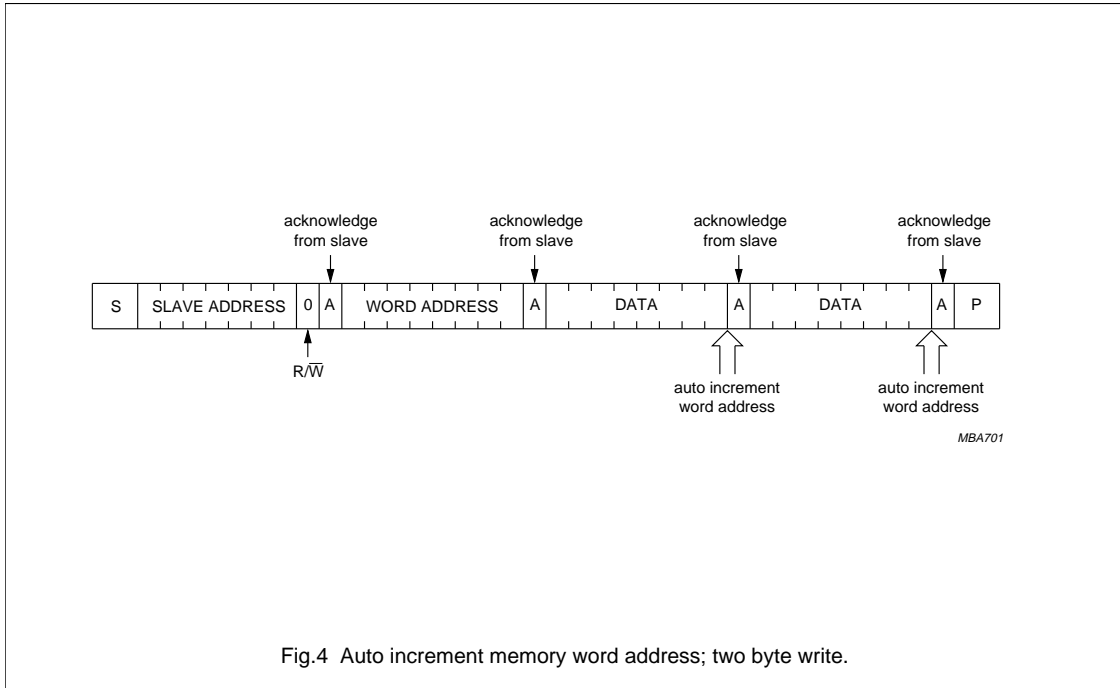 acknowledge
from slave
acknowledge
from slave
acknowledge
from slave
acknowledge
from slave
S SLAVE ADDRESS 0 A WORD ADDRESS A DATA A DATA A P
R/W̅
auto increment
word address
auto increment
word address
MBA701
Fig.4 Auto increment memory word address; two byte write.